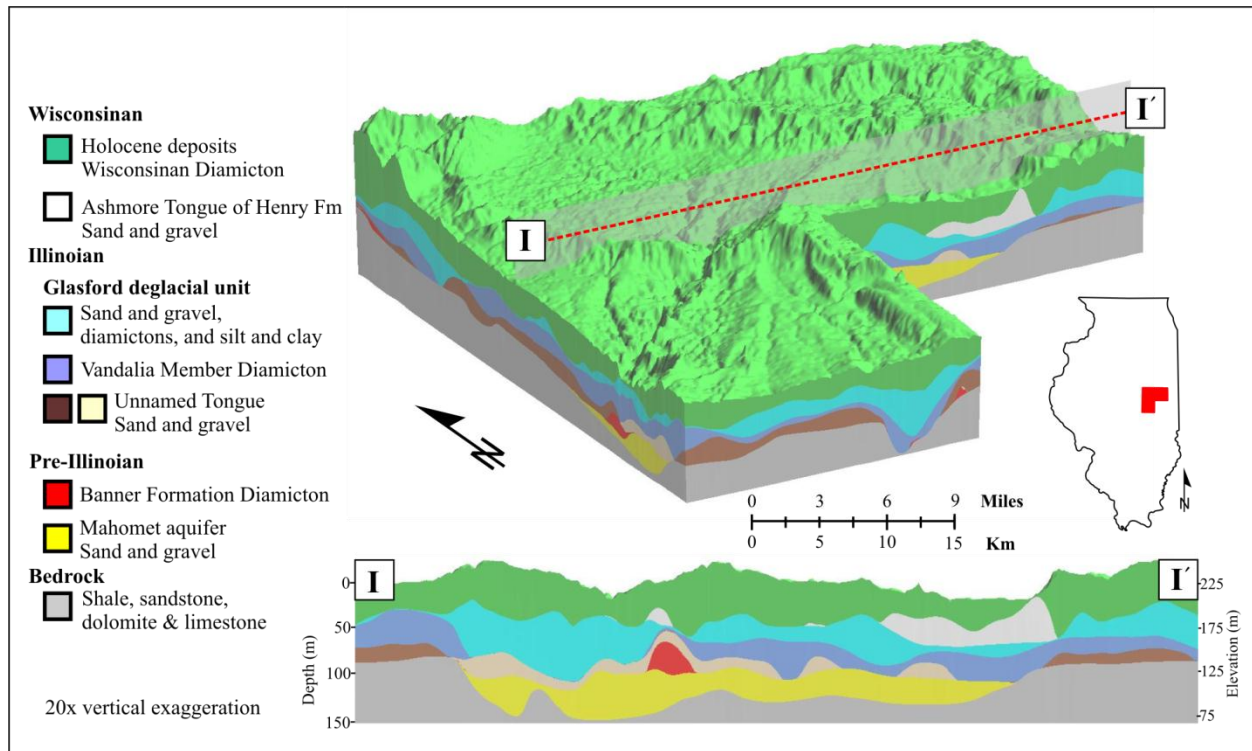 Wisconsinan
Holocene deposits
Wisconsinan Diamicton
Ashmore Tongue of Henry Fm
Sand and gravel
Illinoian
Glasford deglacial unit
Sand and gravel,
diamictons, and silt and clay
Vandalia Member Diamicton
Unnamed Tongue
Sand and gravel
Pre-Illinoian
Banner Formation Diamicton
Mahomet aquifer
Sand and gravel
Bedrock
Shale, sandstone,
dolomite & limestone
20x vertical exaggeration
I
I′
N
0 3 6 9 Miles
0 5 10 15
Km
N
I
I′
Depth (m)
0
50
100
150
Elevation (m)
225
175
125
75